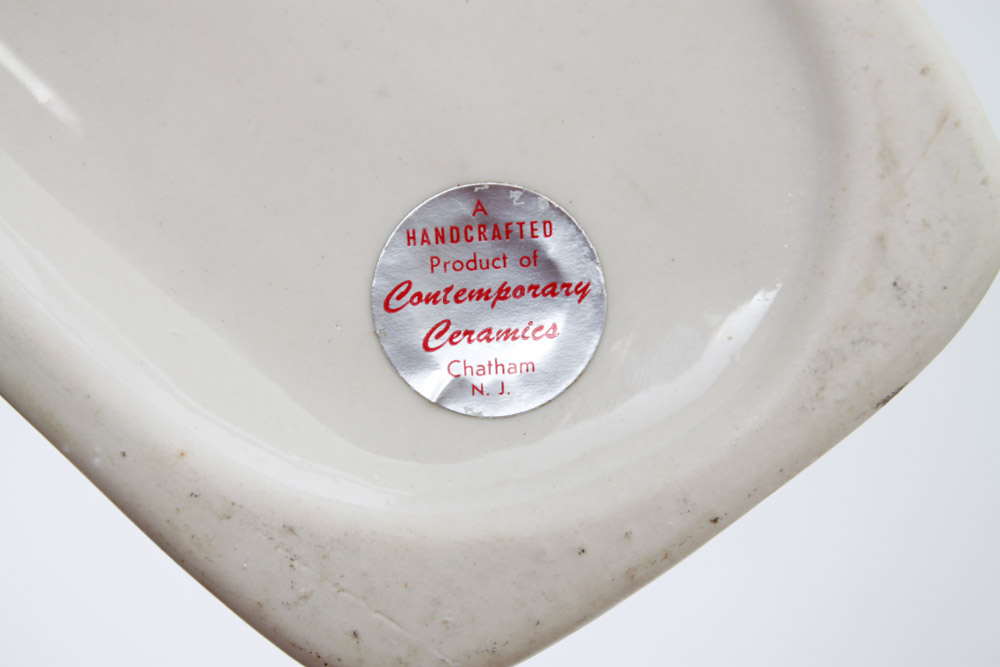 A
HANDCRAFTED
Product of
Contemporary
Ceramics
Chatham
N. J.